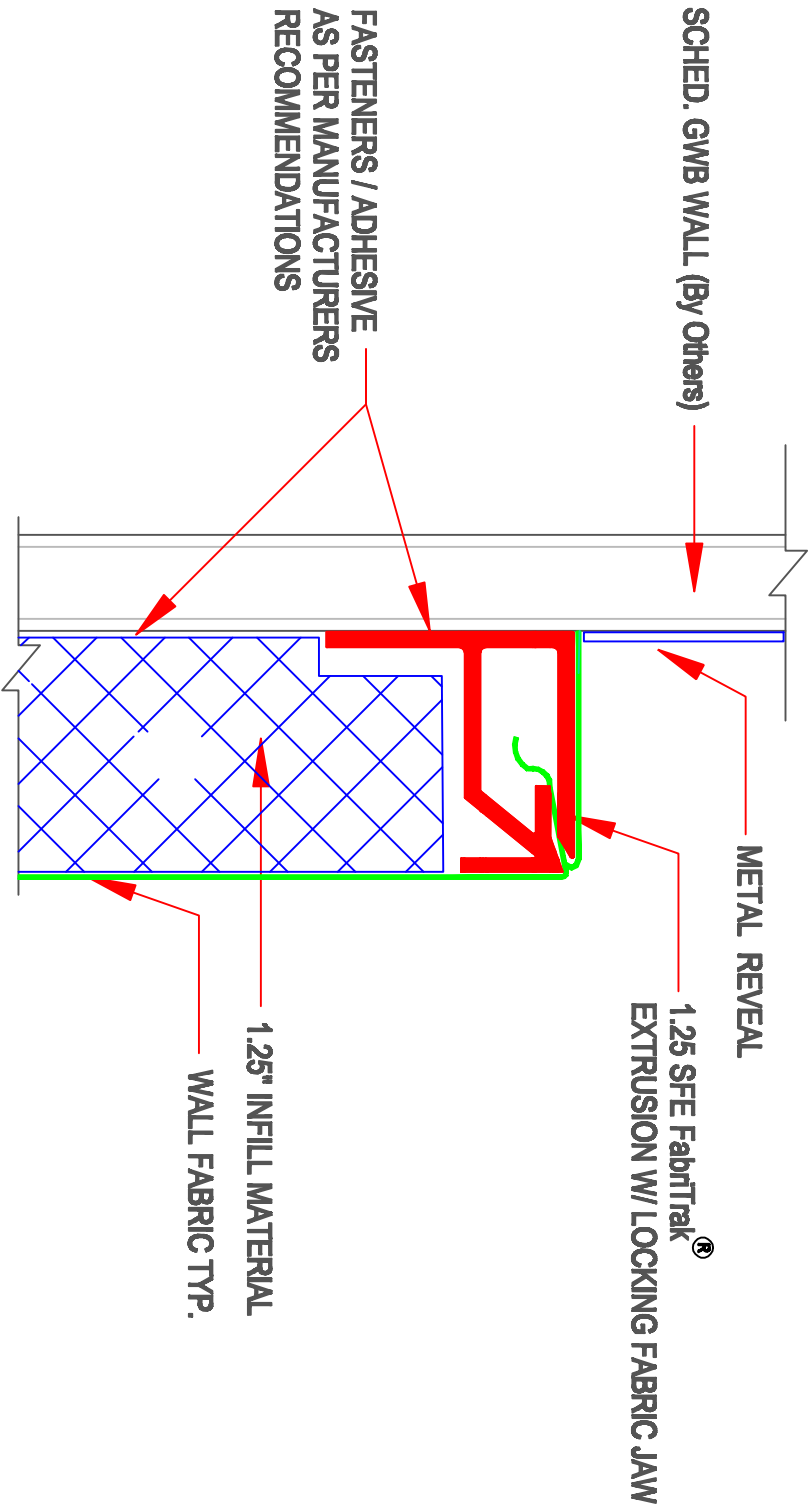 SCHED. GWB WALL (By Others)
FASTENERS / ADHESIVE
AS PER MANUFACTURERS
RECOMMENDATIONS
METAL REVEAL
1.25 SFE FabriTrak®
EXTRUSION W/ LOCKING FABRIC JAW
1.25" INFILL MATERIAL
WALL FABRIC TYP.